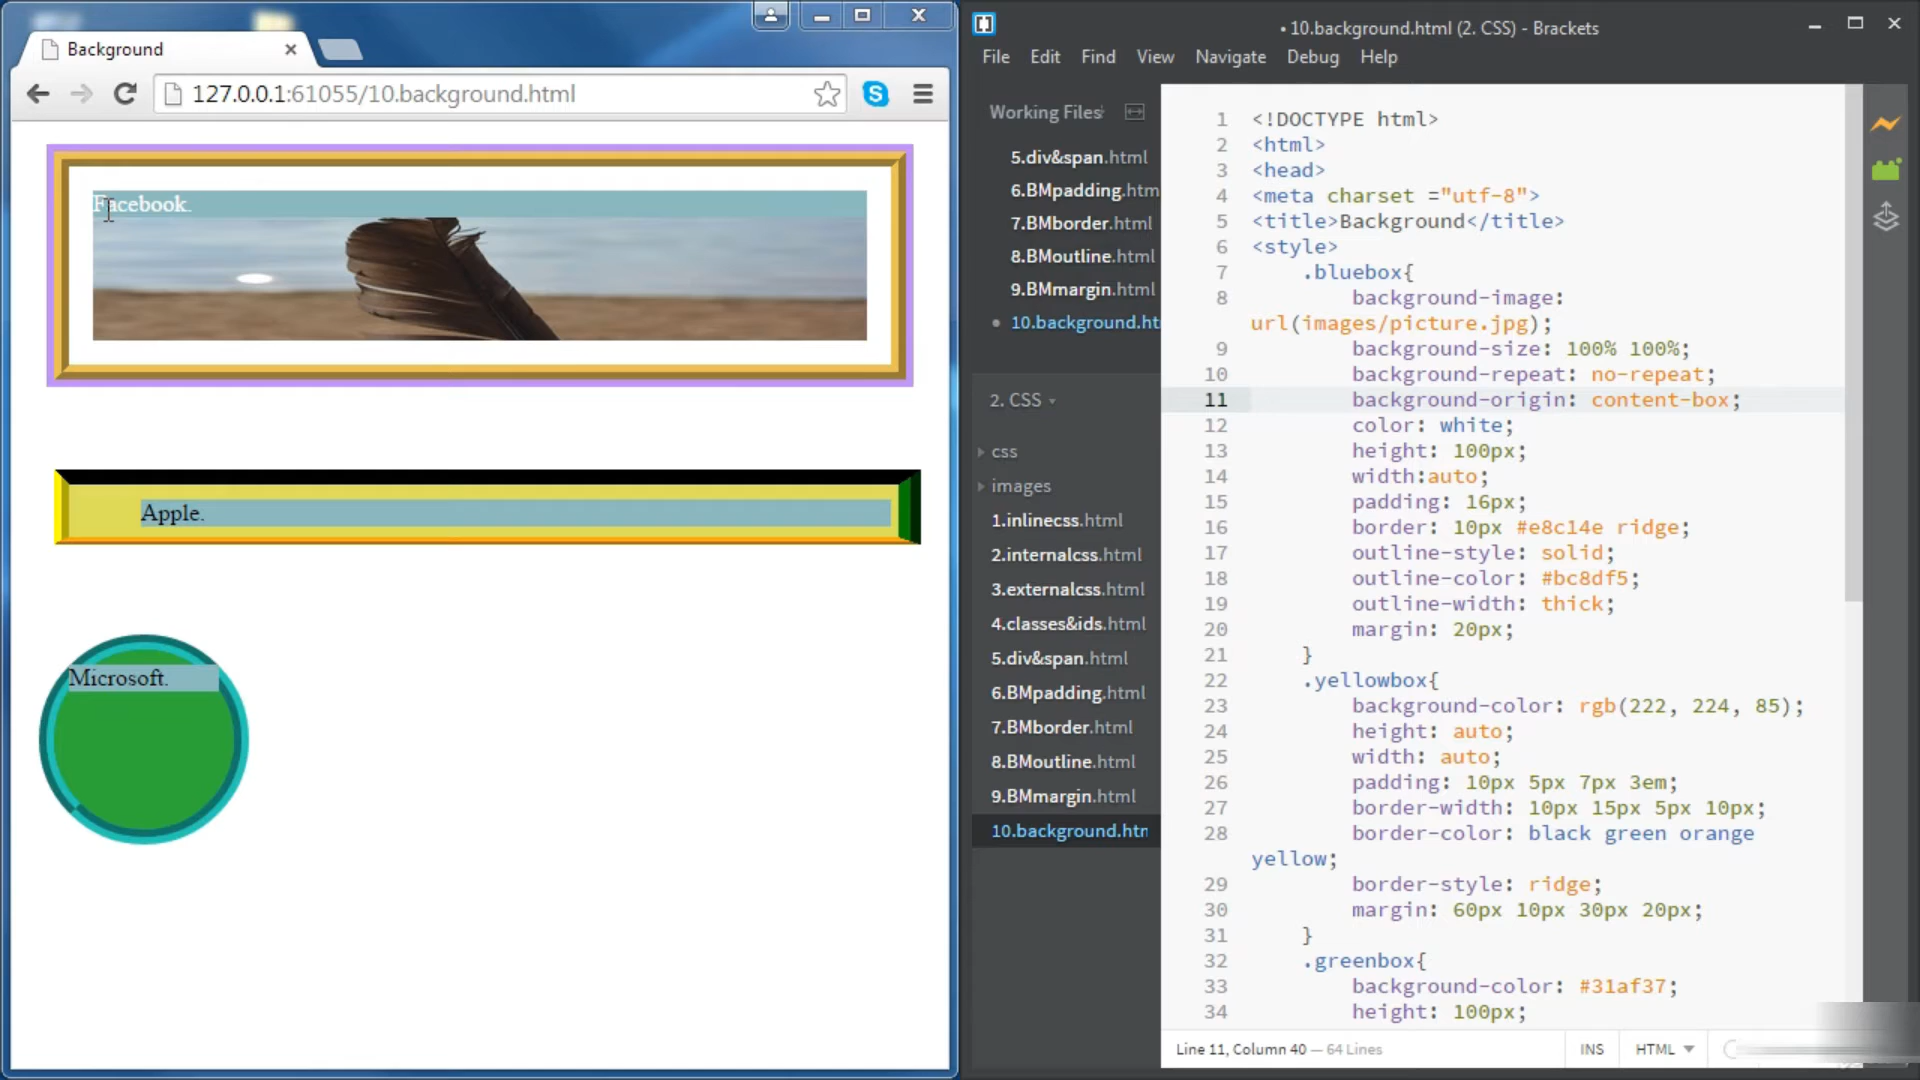 Background
127.0.0.1:61055/10.background.html
Facebook.
Apple.
Microsoft.
• 10.background.html (2. CSS) - Brackets
File Edit Find View Navigate Debug Help
Working Files
5.div&span.html
6.BMpadding.htm
7.BMborder.html
8.BMoutline.html
9.BMmargin.html
10.background.ht
2. CSS
css
images
1.inlinecss.html
2.internalcss.html
3.externalcss.html
4.classes&ids.html
5.div&span.html
6.BMpadding.html
7.BMborder.html
8.BMoutline.html
9.BMmargin.html
10.background.htm
1 <!DOCTYPE html>
2 <html>
3 <head>
4 <meta charset ="utf-8">
5 <title>Background</title>
6 <style>
7 .bluebox{
8 background-image:
url(images/picture.jpg);
9 background-size: 100% 100%;
10 background-repeat: no-repeat;
11 background-origin: content-box;
12 color: white;
13 height: 100px;
14 width:auto;
15 padding: 16px;
16 border: 10px #e8c14e ridge;
17 outline-style: solid;
18 outline-color: #bc8df5;
19 outline-width: thick;
20 margin: 20px;
21 }
22 .yellowbox{
23 background-color: rgb(222, 224, 85);
24 height: auto;
25 width: auto;
26 padding: 10px 5px 7px 3em;
27 border-width: 10px 15px 5px 10px;
28 border-color: black green orange
yellow;
29 border-style: ridge;
30 margin: 60px 10px 30px 20px;
31 }
32 .greenbox{
33 background-color: #31af37;
34 height: 100px;
Line 11, Column 40 — 64 Lines
INS
HTML